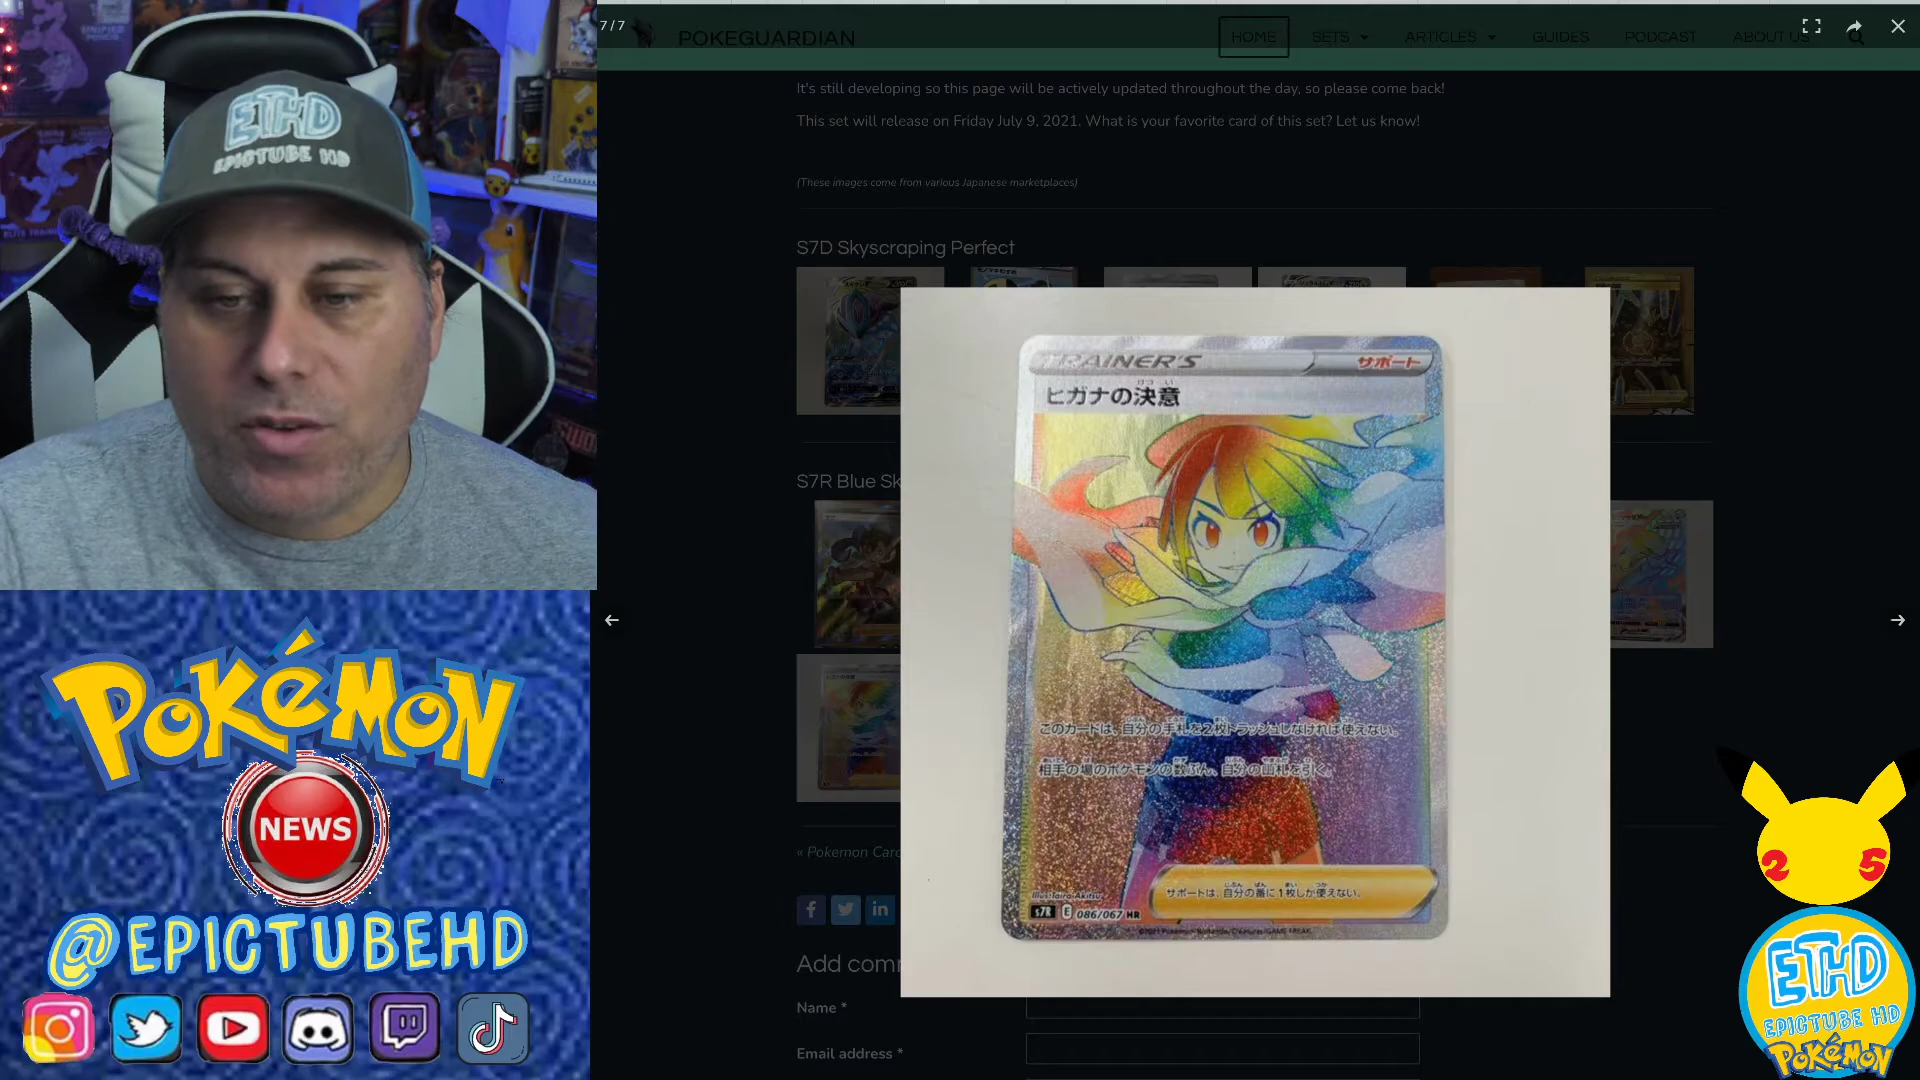 7 / 7
POKEGUARDIAN
HOME
SETS
ARTICLES
GUIDES
PODCAST
ABOUT US
It's still developing so this page will be actively updated throughout the day, so please come back!
This set will release on Friday July 9, 2021. What is your favorite card of this set? Let us know!
(These images come from various Japanese marketplaces)
S7D Skyscraping Perfect
S7R Blue Sk
TRAINER'S
サポート
ヒガナの決意
このカードは、自分の手札を2枚トラッシュしなければ使えない。
相手の場のポケモンの数ぶん、自分の山札を引く。
サポートは、自分の番に1枚しか使えない。
Illus. Taira Akitsu
s7R E 086/067 HR
« Pokemon Card
Add comm
Name *
Email address *
ETHD
EPICTUBE HD
Pokémon
NEWS
@EPICTUBEHD
25
ETHD
EPICTUBE HD
Pokémon